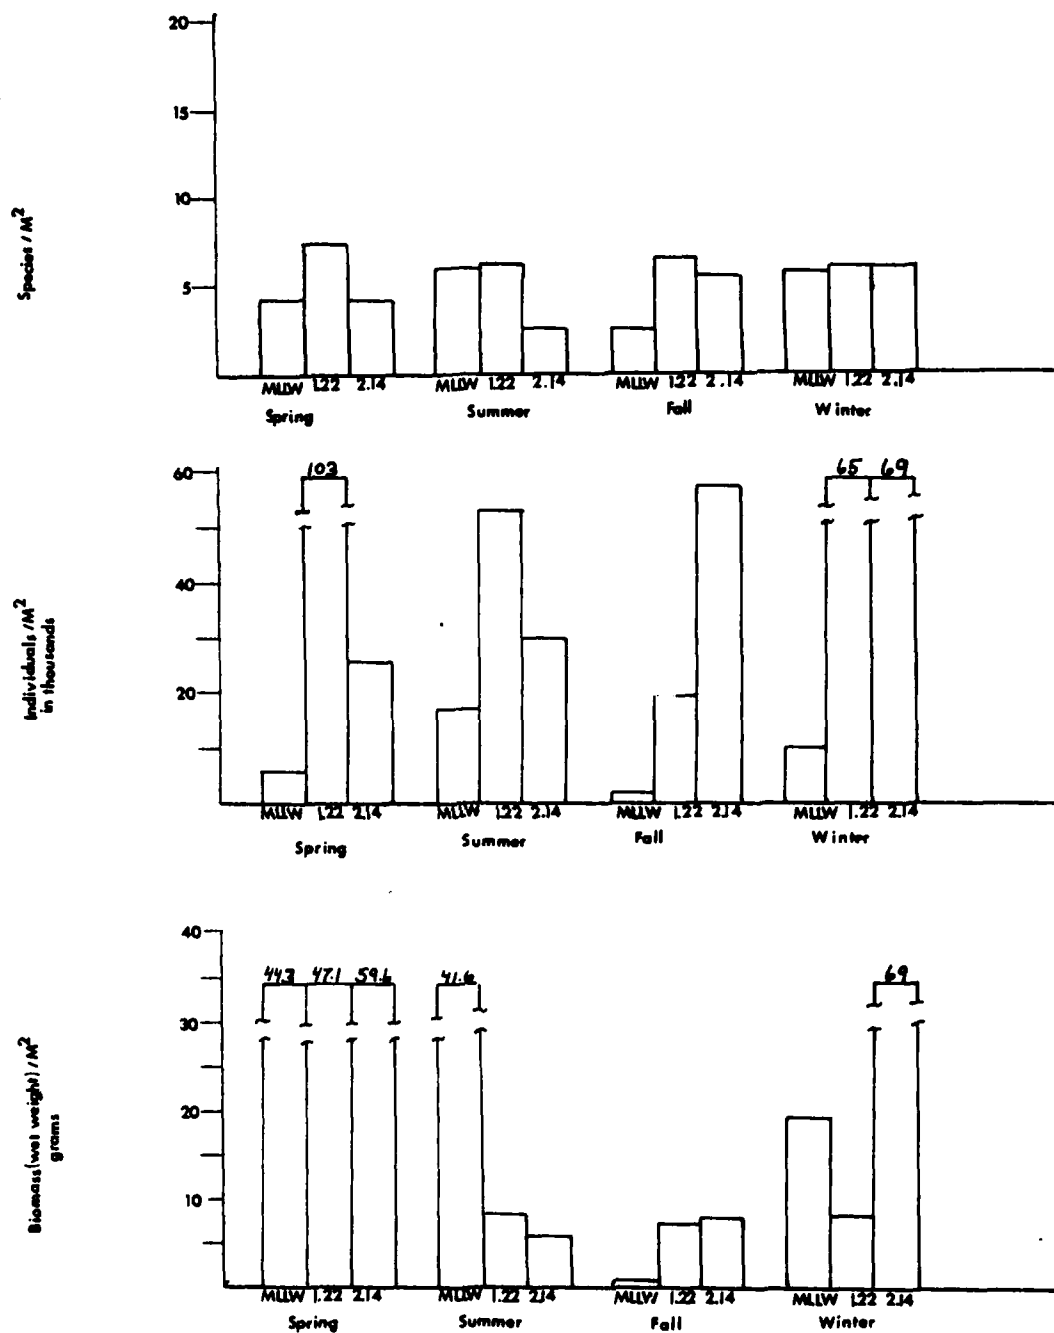 20
15
10
5
Species / M²
MLLW 1.22 2.14 MLLW 1.22 2.14 MLLW 1.22 2.14 MLLW 1.22 2.14
Spring Summer Fall Winter
60
40
20
103 65 69
Individuals /M²
in thousands
MLLW 1.22 2.14 MLLW 1.22 2.14 MLLW 1.22 2.14 MLLW 1.22 2.14
Spring Summer Fall Winter
40
30
20
10
44.3 47.1 59.6 41.6 69
Biomass(wet weight) /M²
grams
MLLW 1.22 2.14 MLLW 1.22 2.14 MLLW 1.22 2.14 MLLW 1.22 2.14
Spring Summer Fall Winter